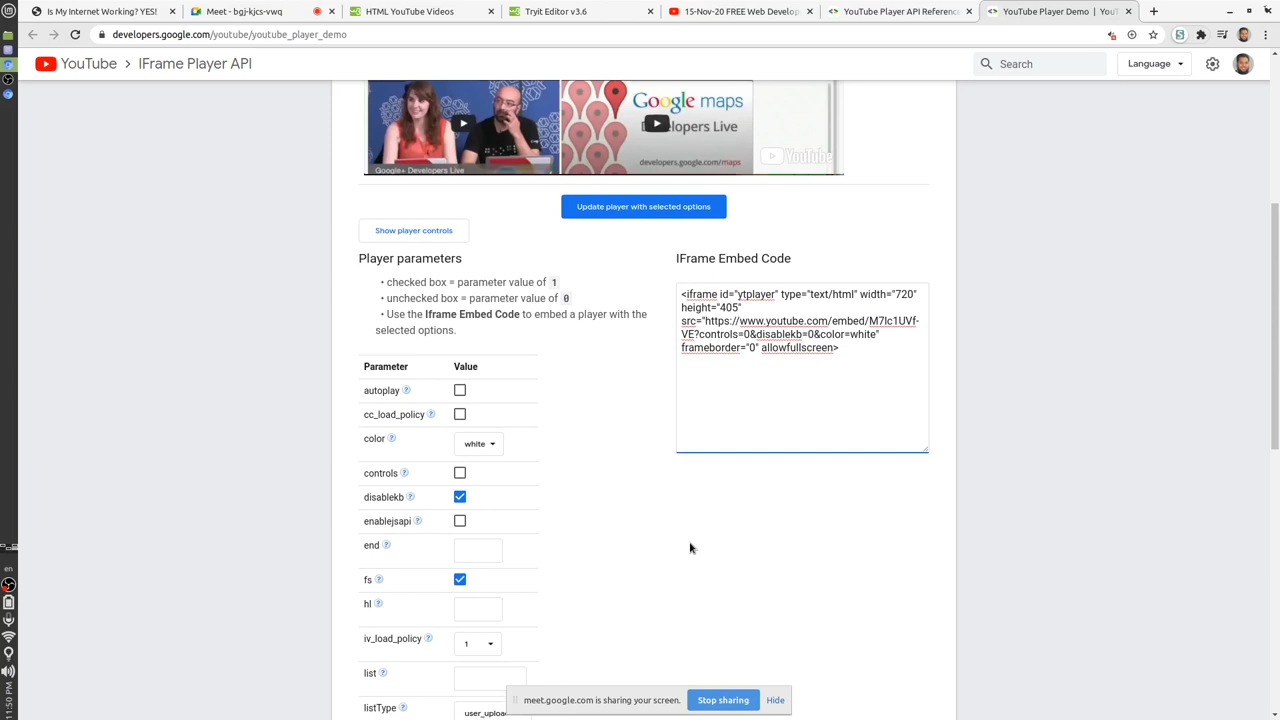 Is My Internet Working? YES!
Meet - bgj-kjcs-vwq
HTML YouTube Videos
Tryit Editor v3.6
15-Nov-20 FREE Web Develop
YouTube Player API Reference
YouTube Player Demo | YouT
developers.google.com/youtube/youtube_player_demo
YouTube
IFrame Player API
Search
Language
Google maps
Developers Live
developers.google.com/maps
YouTube
Google+ Developers Live
Update player with selected options
Show player controls
Player parameters
• checked box = parameter value of 1
• unchecked box = parameter value of 0
• Use the Iframe Embed Code to embed a player with the
selected options.
Parameter Value
autoplay ?
cc_load_policy ?
color ? white
controls ?
disablekb ?
enablejsapi ?
end ?
fs ?
hl ?
iv_load_policy ? 1
list ?
listType ? user_uploa
IFrame Embed Code
<iframe id="ytplayer" type="text/html" width="720"
height="405"
src="https://www.youtube.com/embed/M7lc1UVf-
VE?controls=0&disablekb=0&color=white"
frameborder="0" allowfullscreen>
meet.google.com is sharing your screen.
Stop sharing
Hide
en
11:50 PM